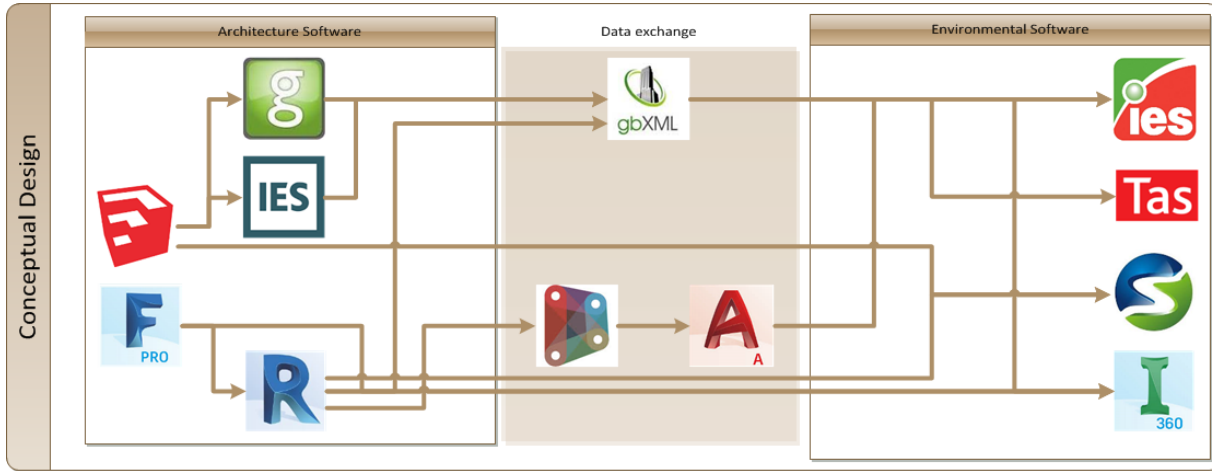 Conceptual Design
Architecture Software
Data exchange
Environmental Software
g
gbXML
ies
IES
Tas
S
F
PRO
A
A
R
I
360